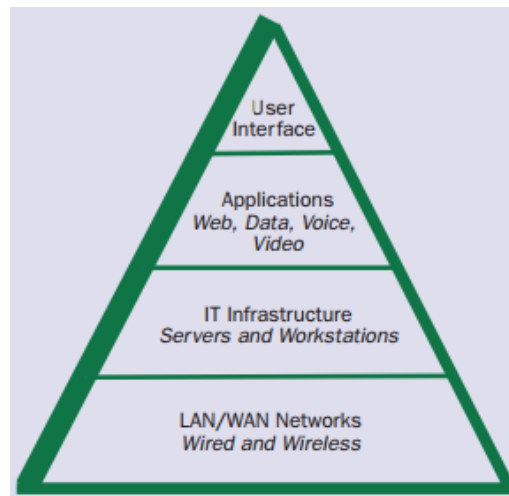 User
Interface
Applications
Web, Data, Voice,
Video
IT Infrastructure
Servers and Workstations
LAN/WAN Networks
Wired and Wireless